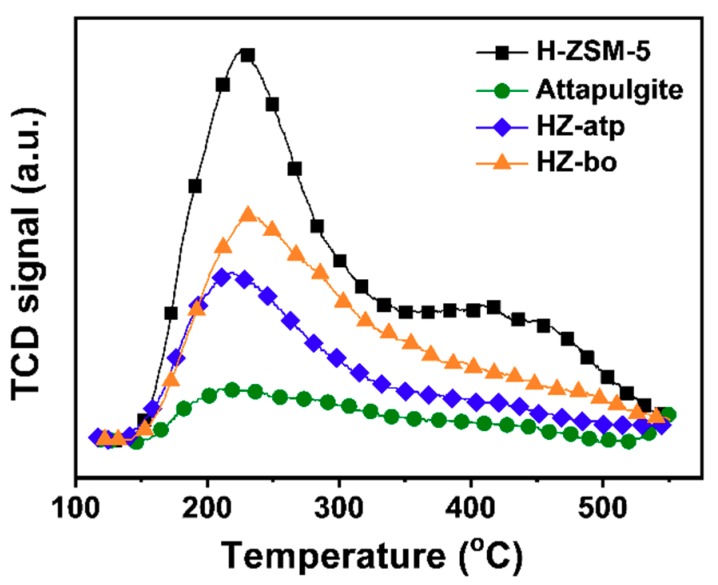 TCD signal (a.u.)
H-ZSM-5
Attapulgite
HZ-atp
HZ-bo
100 200 300 400 500
Temperature (°C)